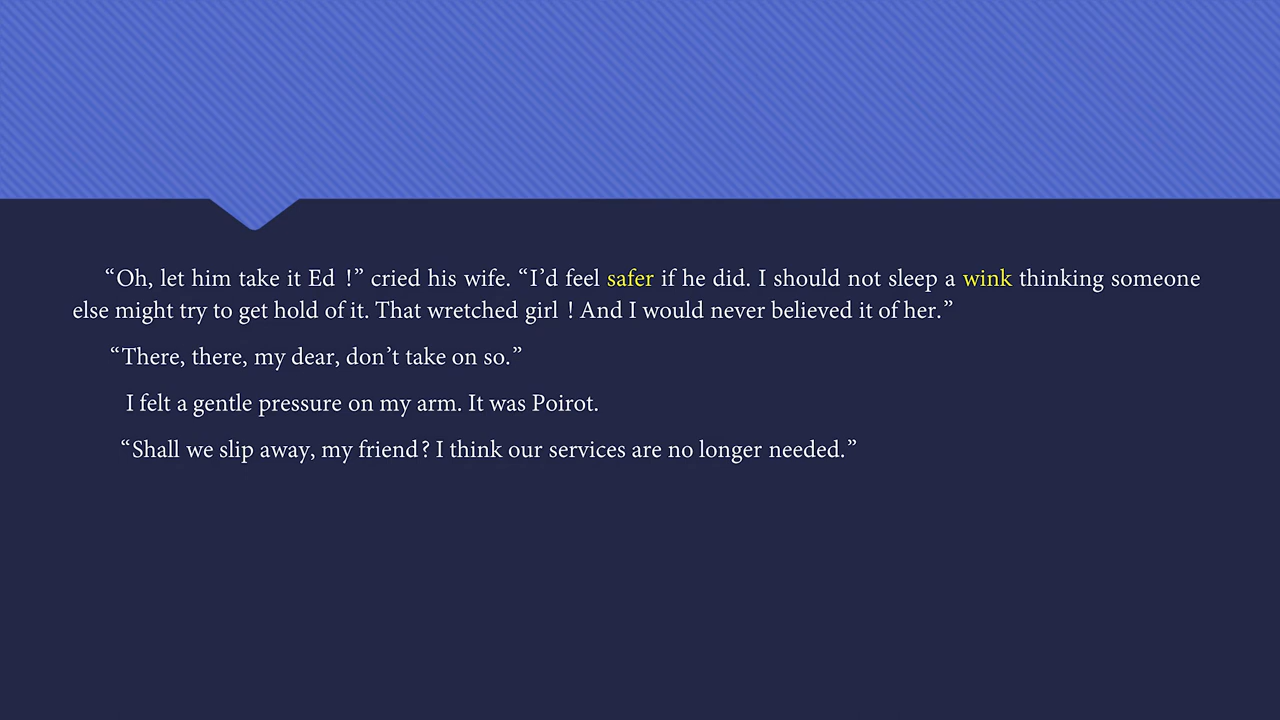 “Oh, let him take it Ed !” cried his wife. “I’d feel safer if he did. I should not sleep a wink thinking someone
else might try to get hold of it. That wretched girl ! And I would never believed it of her.”
“There, there, my dear, don’t take on so.”
I felt a gentle pressure on my arm. It was Poirot.
“Shall we slip away, my friend? I think our services are no longer needed.”